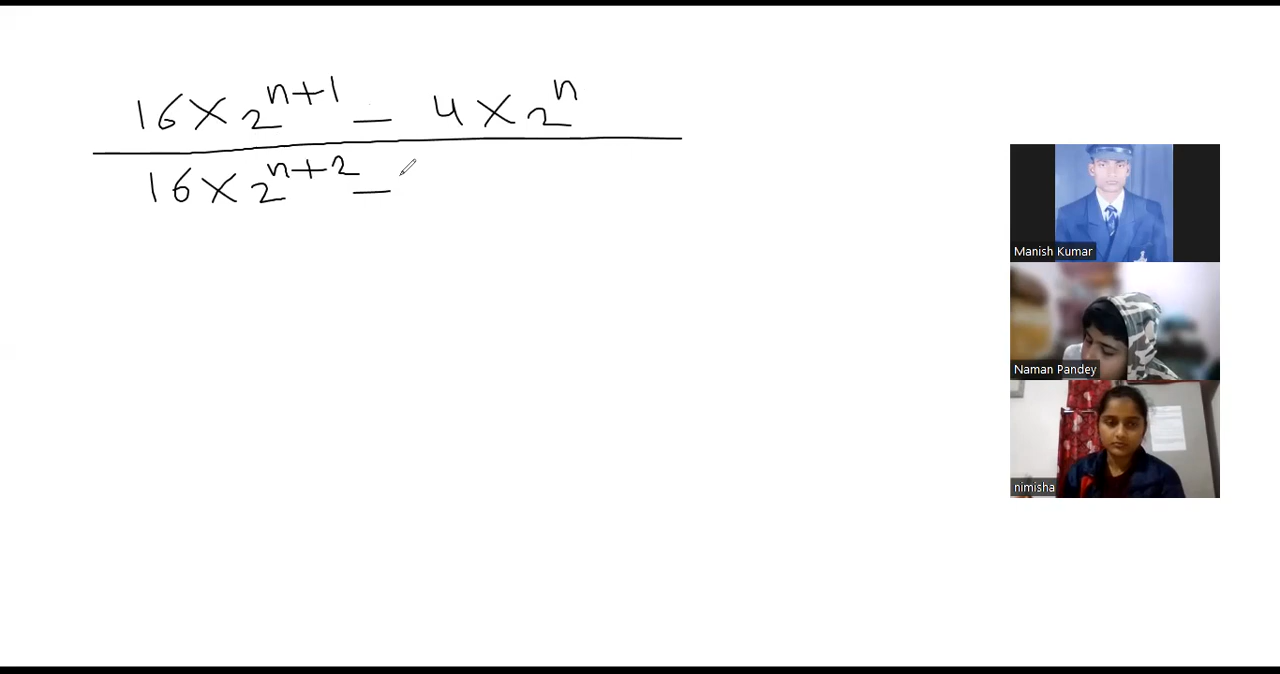 16 × 2^{n+1} – 4 × 2^n
16 × 2^{n+2} –
Manish Kumar
Naman Pandey
nimisha